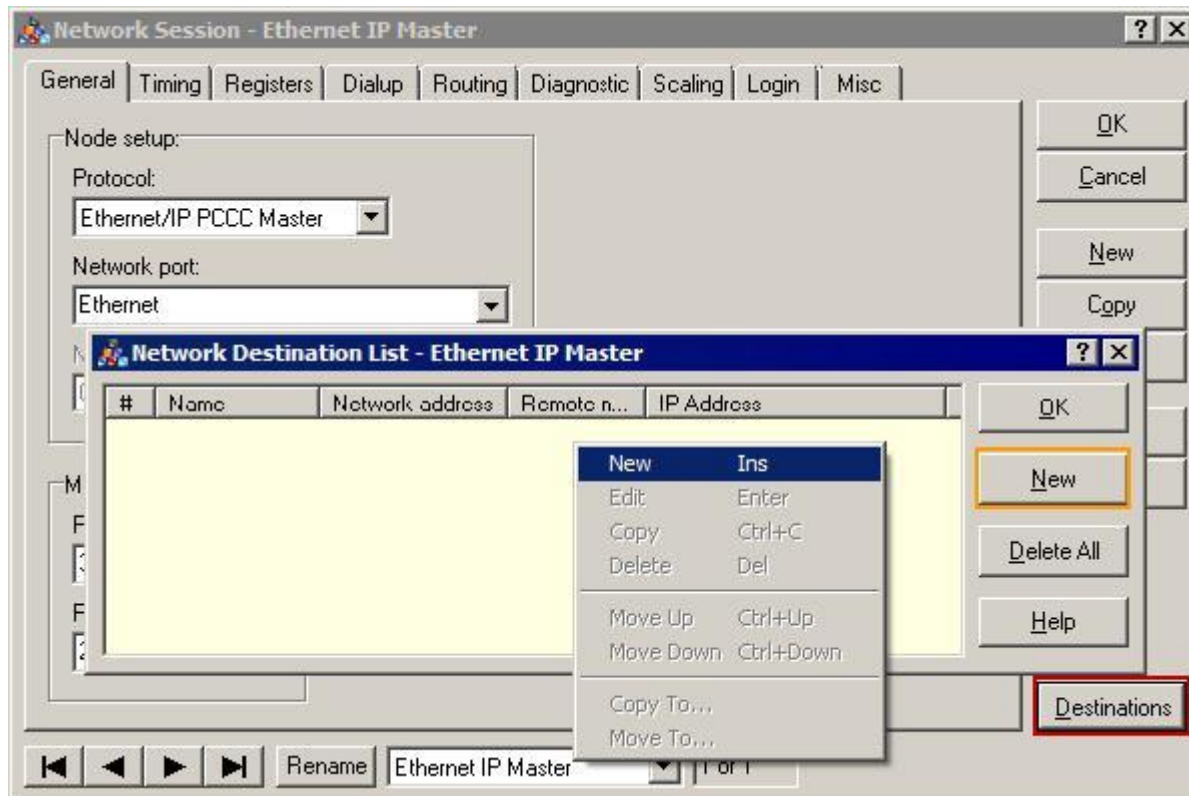 Network Session - Ethernet IP Master
General Timing Registers Dialup Routing Diagnostic Scaling Login Misc
Node setup:
Protocol:
Ethernet/IP PCCC Master
Network port:
Ethernet
OK
Cancel
New
Copy
Network Destination List - Ethernet IP Master
# Name Network address Remote n... IP Address
OK
New
Delete All
Help
New Ins
Edit Enter
Copy Ctrl+C
Delete Del
Move Up Ctrl+Up
Move Down Ctrl+Down
Copy To...
Move To...
M
F
F
Destinations
Rename Ethernet IP Master 1 of 1